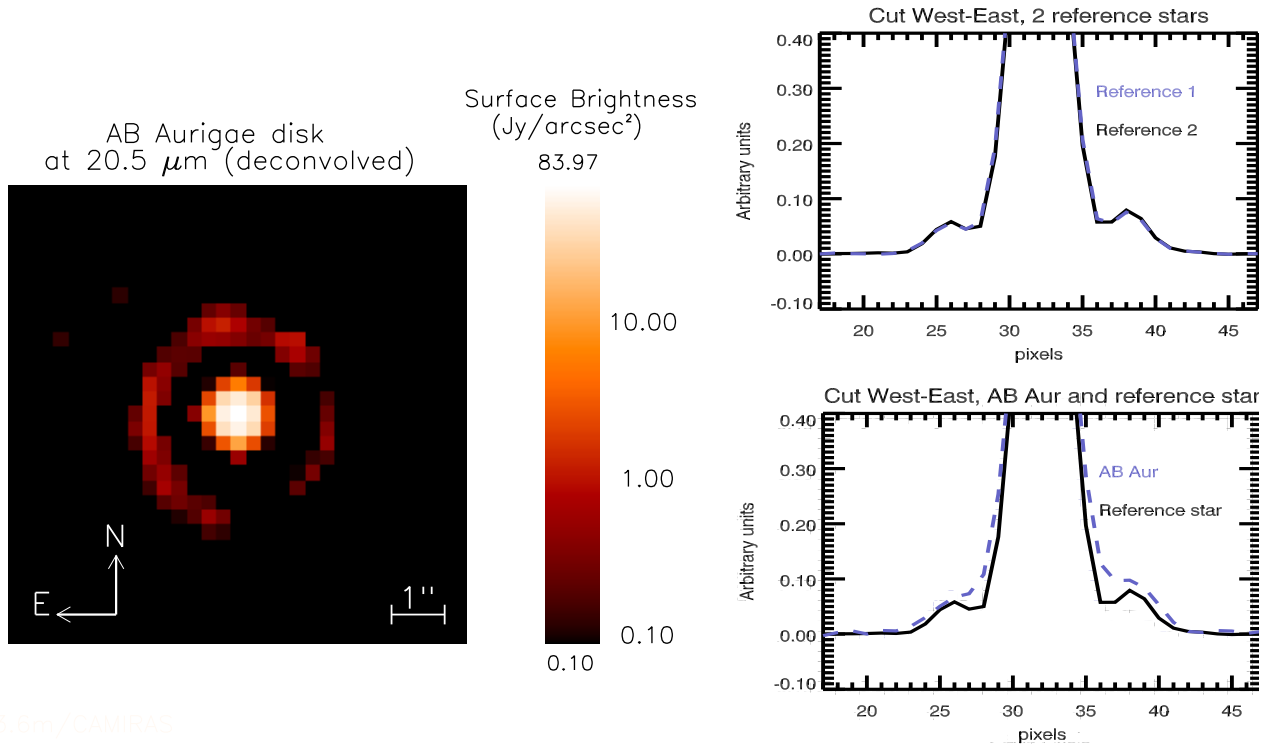 AB Aurigae disk
at 20.5 μm (deconvolved)
N
E
1"
Surface Brightness
(Jy/arcsec²)
83.97
10.00
1.00
0.10
0.10
Cut West-East, 2 reference stars
Arbitrary units
0.40
0.30
0.20
0.10
0.00
-0.10
Reference 1
Reference 2
20 25 30 35 40 45
pixels
Cut West-East, AB Aur and reference star
Arbitrary units
0.40
0.30
0.20
0.10
0.00
-0.10
AB Aur
Reference star
20 25 30 35 40 45
pixels